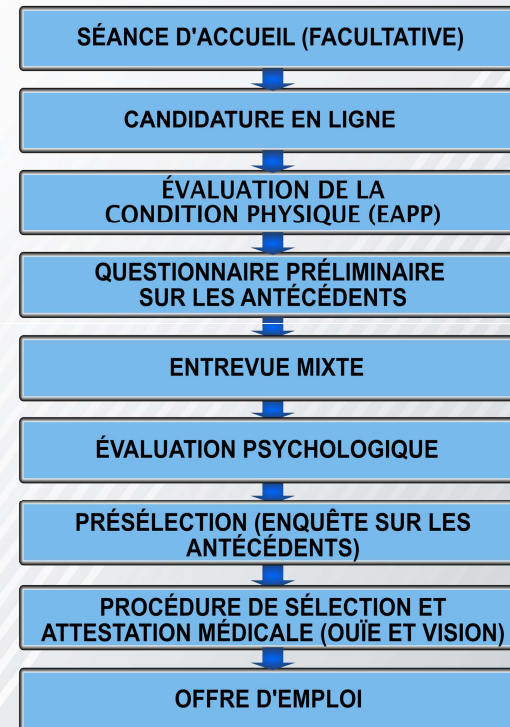 SÉANCE D'ACCUEIL (FACULTATIVE)
CANDIDATURE EN LIGNE
ÉVALUATION DE LA
CONDITION PHYSIQUE (EAPP)
QUESTIONNAIRE PRÉLIMINAIRE
SUR LES ANTÉCÉDENTS
ENTREVUE MIXTE
ÉVALUATION PSYCHOLOGIQUE
PRÉSÉLECTION (ENQUÊTE SUR LES
ANTÉCÉDENTS)
PROCÉDURE DE SÉLECTION ET
ATTESTATION MÉDICALE (OUÏE ET VISION)
OFFRE D'EMPLOI